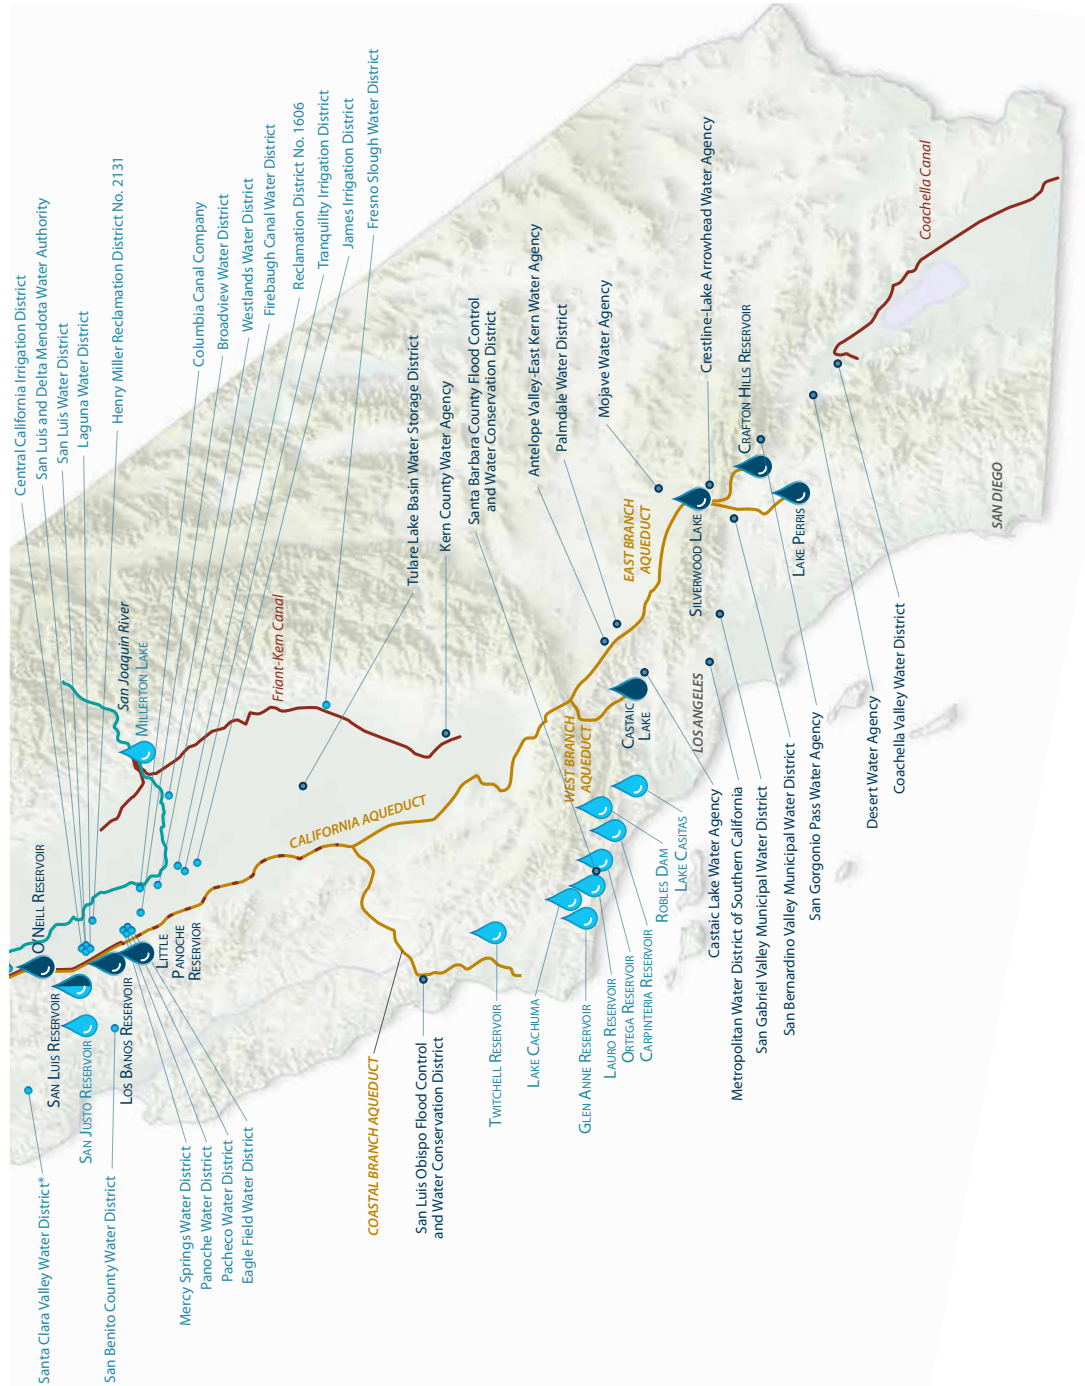 Central California Irrigation District
San Luis and Delta Mendota Water Authority
San Luis Water District
Laguna Water District
Henry Miller Reclamation District No. 2131
Columbia Canal Company
Broadview Water District
Westlands Water District
Firebaugh Canal Water District
Reclamation District No. 1606
Tranquility Irrigation District
James Irrigation District
Fresno Slough Water District
San Joaquin River
MILLERTON LAKE
Friant-Kern Canal
Tulare Lake Basin Water Storage District
Kern County Water Agency
Santa Barbara County Flood Control
and Water Conservation District
Antelope Valley-East Kern Water Agency
Palmdale Water District
Mojave Water Agency
Crestline-Lake Arrowhead Water Agency
CRAFTON HILLS RESERVOIR
Coachella Canal
O'NEILL RESERVOIR
CALIFORNIA AQUEDUCT
EAST BRANCH
AQUEDUCT
SILVERWOOD LAKE
LAKE PERRIS
SAN DIEGO
WEST BRANCH
AQUEDUCT
CASTAIC
LAKE
LOS ANGELES
SAN LUIS RESERVOIR
SAN JUSTO RESERVOIR
LOS BANOS RESERVOIR
LITTLE
PANOCHE
RESERVIOR
Santa Clara Valley Water District*
San Benito County Water District
Mercy Springs Water District
Panoche Water District
Pacheco Water District
Eagle Field Water District
COASTAL BRANCH AQUEDUCT
San Luis Obispo Flood Control
and Water Conservation District
TWITCHELL RESERVOIR
LAKE CACHUMA
GLEN ANNE RESERVOIR
LAURO RESERVOIR
ORTEGA RESERVOIR
CARPINTERIA RESERVOIR
ROBLES DAM
LAKE CASITAS
Castaic Lake Water Agency
Metropolitan Water District of Southern California
San Gabriel Valley Municipal Water District
San Bernardino Valley Municipal Water District
San Gorgonio Pass Water Agency
Desert Water Agency
Coachella Valley Water District